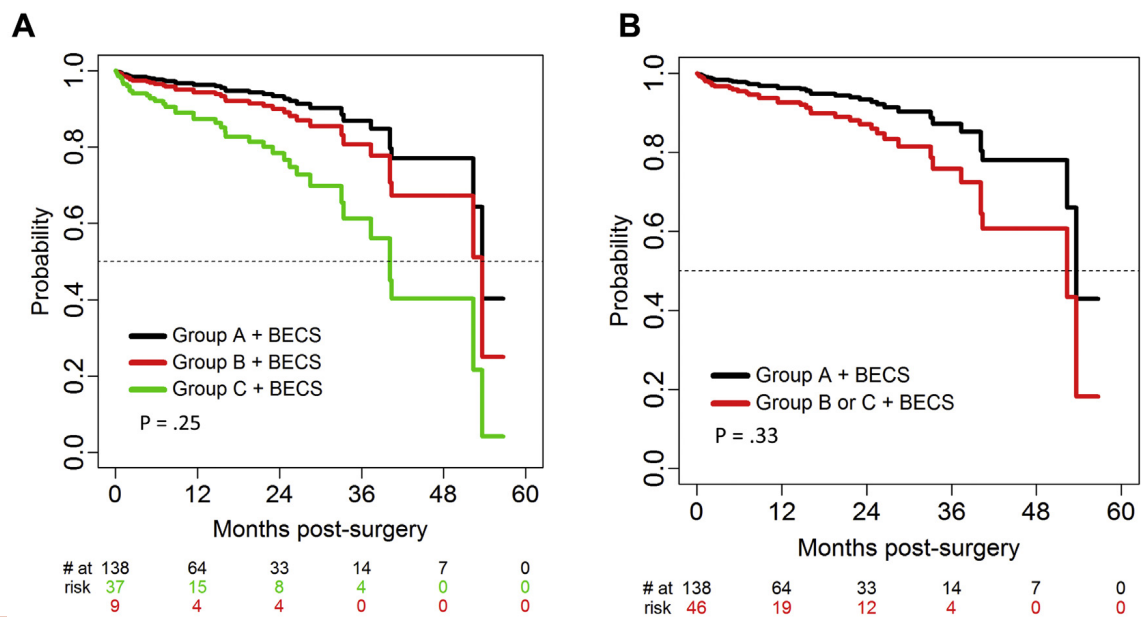 A
Probability
1.0
0.8
0.6
0.4
0.2
0.0
Group A + BECS
Group B + BECS
Group C + BECS
P = .25
0 12 24 36 48 60
Months post-surgery
# at 138 64 33 14 7 0
risk 37 15 8 4 0 0
9 4 4 0 0 0
B
Probability
1.0
0.8
0.6
0.4
0.2
0.0
Group A + BECS
Group B or C + BECS
P = .33
0 12 24 36 48 60
Months post-surgery
# at 138 64 33 14 7 0
risk 46 19 12 4 0 0